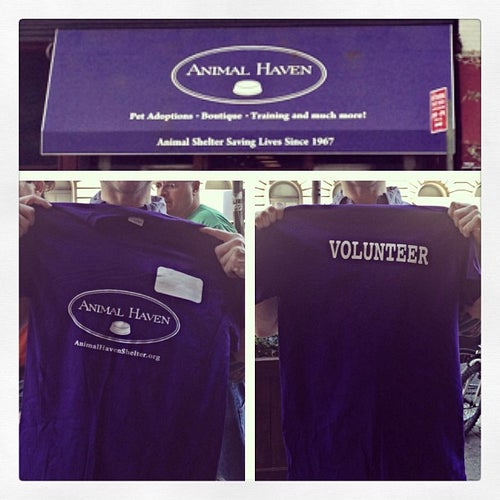 ANIMAL HAVEN
Pet Adoptions - Boutique - Training and much more!
Animal Shelter Saving Lives Since 1967
ANIMAL HAVEN
AnimalHavenShelter.org
VOLUNTEER